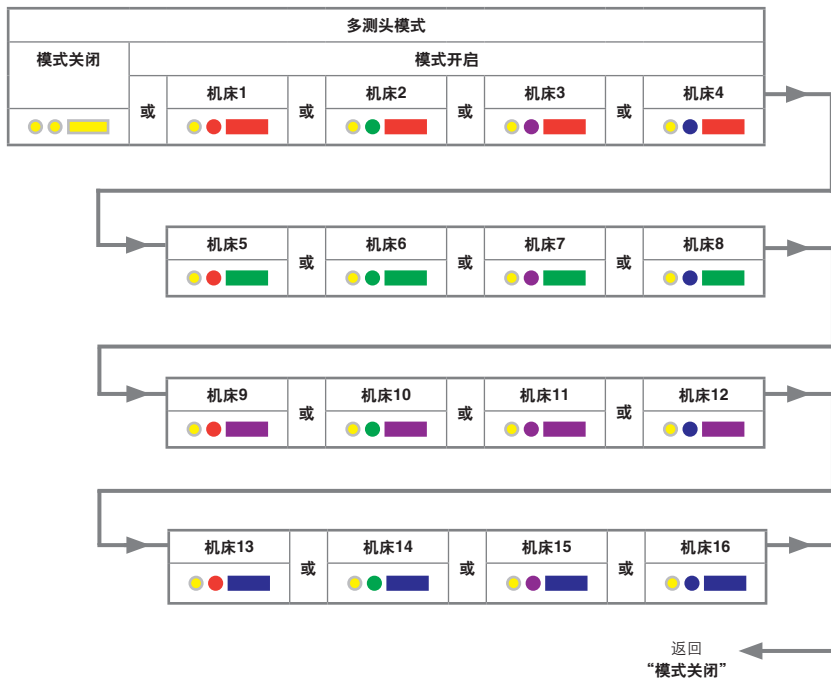 多测头模式
模式关闭
模式开启
或
机床1
或
机床2
或
机床3
或
机床4
机床5
或
机床6
或
机床7
或
机床8
机床9
或
机床10
或
机床11
或
机床12
机床13
或
机床14
或
机床15
或
机床16
返回
“模式关闭”